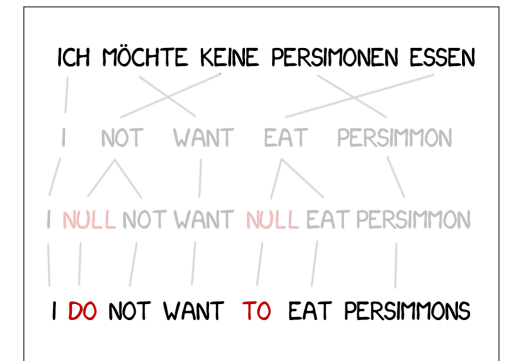 ICH MÖCHTE KEINE PERSIMONEN ESSEN
I NOT WANT EAT PERSIMMON
I NULL NOT WANT NULL EAT PERSIMMON
I DO NOT WANT TO EAT PERSIMMONS